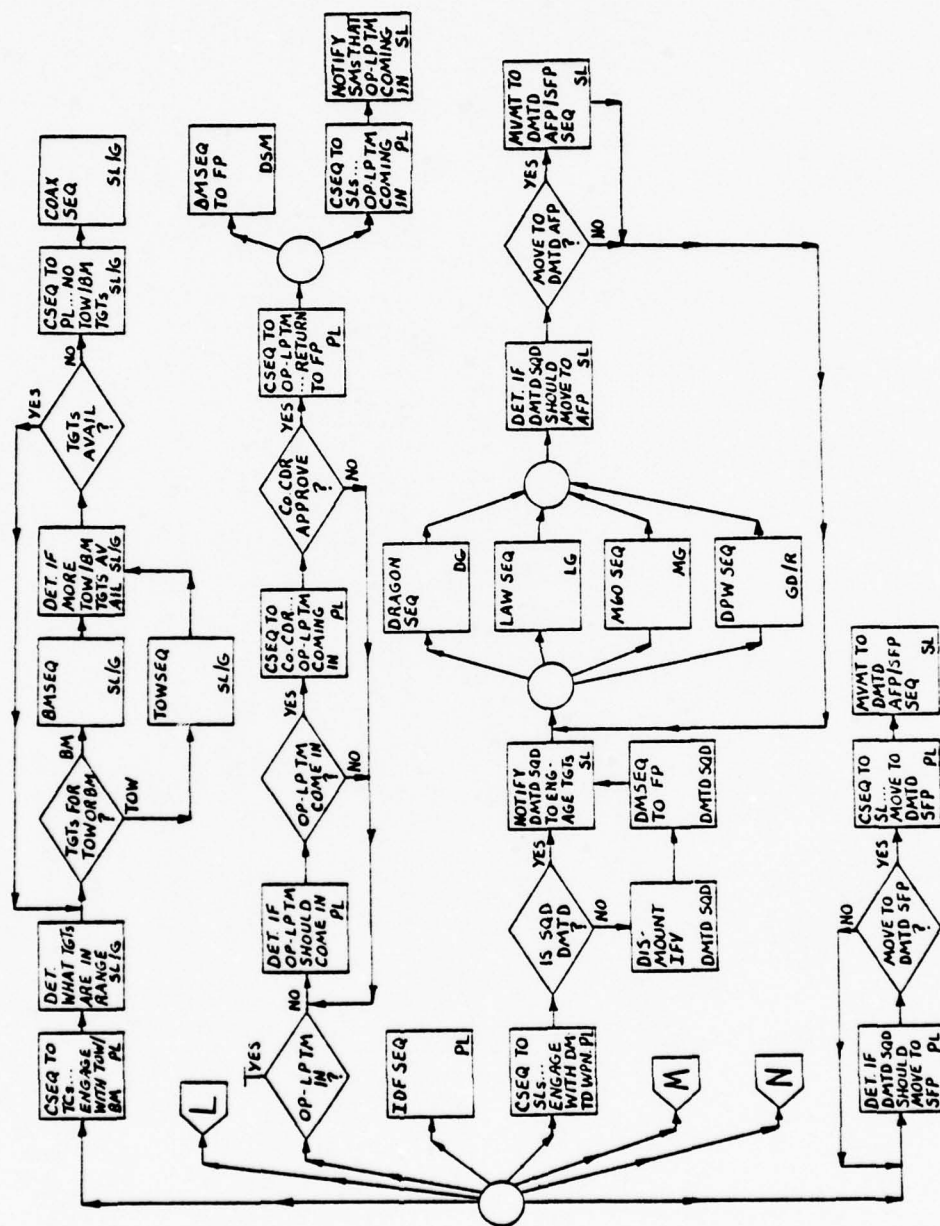 CSEQ TO
TCs...
ENGAGE
WITH TOW/
BM PL
DET.
WHAT TGTS
ARE IN
RANGE
SL/G
TGTs FOR
TOW OR BM
?
BM
TOW
BMSEQ
SL/G
TOWSEQ
SL/G
DET. IF
MORE
TOW/BM
TGTS AV
AIL SL/G
TGTs
AVAIL
?
YES
NO
CSEQ TO
PL...NO
TOW/BM
TGTs
SL/G
COAX
SEQ
SL/G
L
OP-LPTM
IN
?
YES
NO
DET. IF
OP-LPTM
SHOULD
COME IN
PL
OP-LPTM
COME IN
?
YES
NO
CSEQ TO
Co.CDR...
OP-LPTM
COMING
IN PL
Co.CDR
APPROVE
?
YES
NO
CSEQ TO
OP-LPTM
...RETURN
TO FP
PL
BMSEQ
TO FP
DSM
CSEQ TO
SLs...
OP-LPTM
COMING
IN PL
NOTIFY
SMs THAT
OP-LPTM
COMING
IN SL
IDF SEQ
PL
CSEQ TO
SLs...
ENGAGE
WITH DM
TD WPN. PL
IS SQD
DMTD
?
YES
NO
DIS-
MOUNT
IFV
DMTD SQD
DMSEQ
TO FP
DMTD SQD
NOTIFY
DMTD SQD
TO ENG-
AGE TGTS
SL
DRAGON
SEQ
DG
LAW SEQ
LG
M60 SEQ
MG
DPW SEQ
GD/R
DET. IF
DMTD SQD
SHOULD
MOVE TO
AFP SL
MOVE TO
DMTD AFP
?
YES
NO
MVMT TO
DMTD
AFP/SFP
SEQ SL
M
N
DET. IF
DMTD SQD
SHOULD
MOVE TO
SFP PL
MOVE TO
DMTD SFP
?
NO
YES
CSEQ TO
SL...
MOVE TO
DMTD
SFP PL
MVMT TO
DMTD
AFP/SFP
SEQ SL